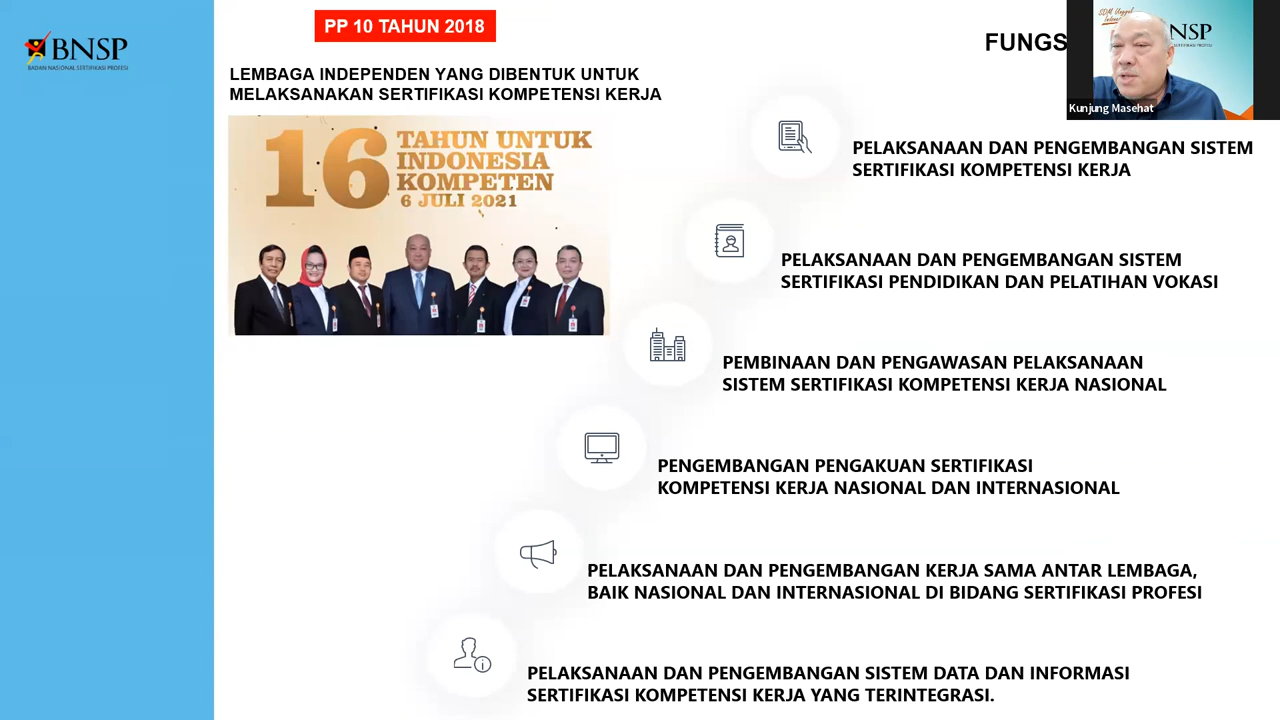 BNSP
BADAN NASIONAL SERTIFIKASI PROFESI
PP 10 TAHUN 2018
LEMBAGA INDEPENDEN YANG DIBENTUK UNTUK
MELAKSANAKAN SERTIFIKASI KOMPETENSI KERJA
16
TAHUN UNTUK
INDONESIA
KOMPETEN
6 JULI 2021
FUNGS
SDM Unggul
NSP
Kunjung Masehat
PELAKSANAAN DAN PENGEMBANGAN SISTEM
SERTIFIKASI KOMPETENSI KERJA
PELAKSANAAN DAN PENGEMBANGAN SISTEM
SERTIFIKASI PENDIDIKAN DAN PELATIHAN VOKASI
PEMBINAAN DAN PENGAWASAN PELAKSANAAN
SISTEM SERTIFIKASI KOMPETENSI KERJA NASIONAL
PENGEMBANGAN PENGAKUAN SERTIFIKASI
KOMPETENSI KERJA NASIONAL DAN INTERNASIONAL
PELAKSANAAN DAN PENGEMBANGAN KERJA SAMA ANTAR LEMBAGA,
BAIK NASIONAL DAN INTERNASIONAL DI BIDANG SERTIFIKASI PROFESI
PELAKSANAAN DAN PENGEMBANGAN SISTEM DATA DAN INFORMASI
SERTIFIKASI KOMPETENSI KERJA YANG TERINTEGRASI.